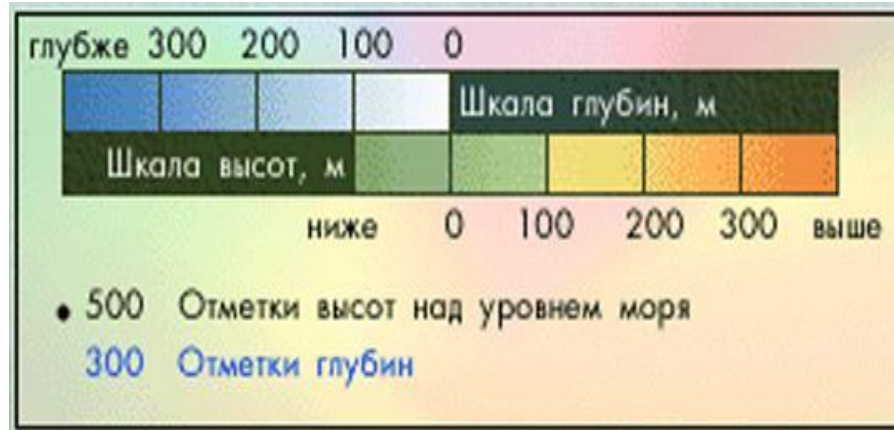 глубже 300 200 100 0
Шкала глубин, м
Шкала высот, м
ниже 0 100 200 300 выше
500 Отметки высот над уровнем моря
300 Отметки глубин